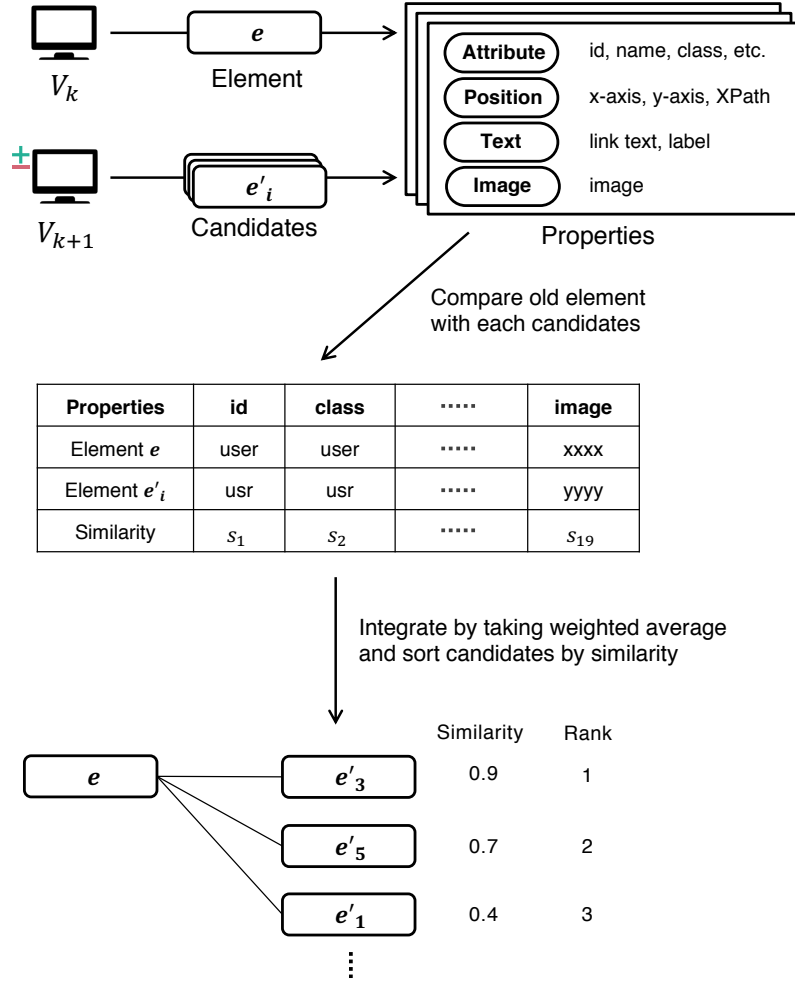 e
Attribute id, name, class, etc.
V_k
Element
Position x-axis, y-axis, XPath
Text link text, label
±
e'_i
Image image
V_{k+1}
Candidates
Properties
Compare old element
with each candidates
Properties id class ····· image
Element e user user ····· xxxx
Element e'_i usr usr ····· yyyy
Similarity s_1 s_2 ····· s_{19}
Integrate by taking weighted average
and sort candidates by similarity
Similarity Rank
e e'_3 0.9 1
e'_5 0.7 2
e'_1 0.4 3